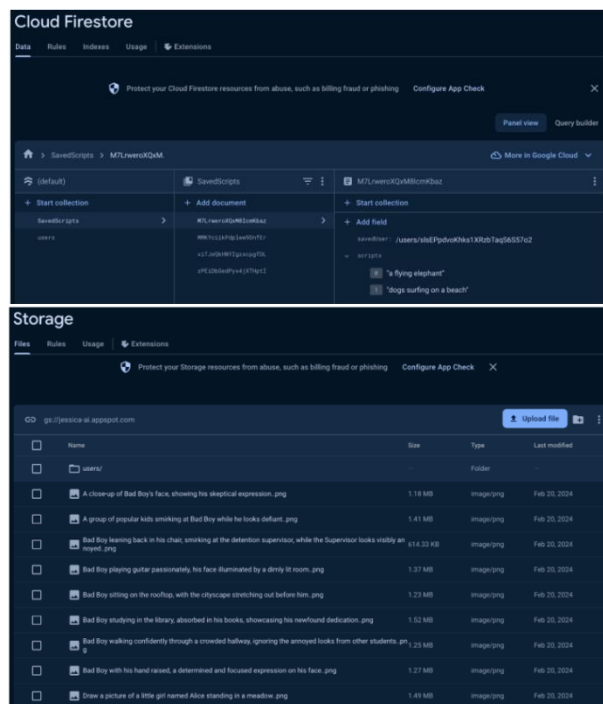 Cloud Firestore
Data Rules Indexes Usage Extensions
Protect your Cloud Firestore resources from abuse, such as billing fraud or phishing Configure App Check
Panel view Query builder
SavedScripts > M7LrweroXQxM.
More in Google Cloud
(default) SavedScripts M7LrweroXQxM8IcmKbaz
+ Start collection + Add document + Start collection
SavedScripts > M7LrweroXQxM8IcmKbaz > + Add field
users
savedUser: /users/slsEPpdvoKhks1XRzbTaqS6S57o2
scripts
0 "a flying elephant"
1 "dogs surfing on a beach"
Storage
Files Rules Usage Extensions
Protect your Storage resources from abuse, such as billing fraud or phishing Configure App Check
gs://jessica-ai.appspot.com Upload file
Name Size Type Last modified
users/ — Folder —
A close-up of Bad Boy's face, showing his skeptical expression..png 1.18 MB image/png Feb 20, 2024
A group of popular kids smirking at Bad Boy while he looks defiant..png 1.41 MB image/png Feb 20, 2024
Bad Boy leaning back in his chair, smirking at the detention supervisor, while the Supervisor looks visibly an
noyed..png 614.33 KB image/png Feb 20, 2024
Bad Boy playing guitar passionately, his face illuminated by a dimly lit room..png 1.37 MB image/png Feb 20, 2024
Bad Boy sitting on the rooftop, with the cityscape stretching out before him..png 1.23 MB image/png Feb 20, 2024
Bad Boy studying in the library, absorbed in his books, showcasing his newfound dedication..png 1.52 MB image/png Feb 20, 2024
Bad Boy walking confidently through a crowded hallway, ignoring the annoyed looks from other students..pn
g 1.25 MB image/png Feb 20, 2024
Bad Boy with his hand raised, a determined and focused expression on his face..png 1.27 MB image/png Feb 20, 2024
Draw a picture of a little girl named Alice standing in a meadow..png 1.49 MB image/png Feb 20, 2024